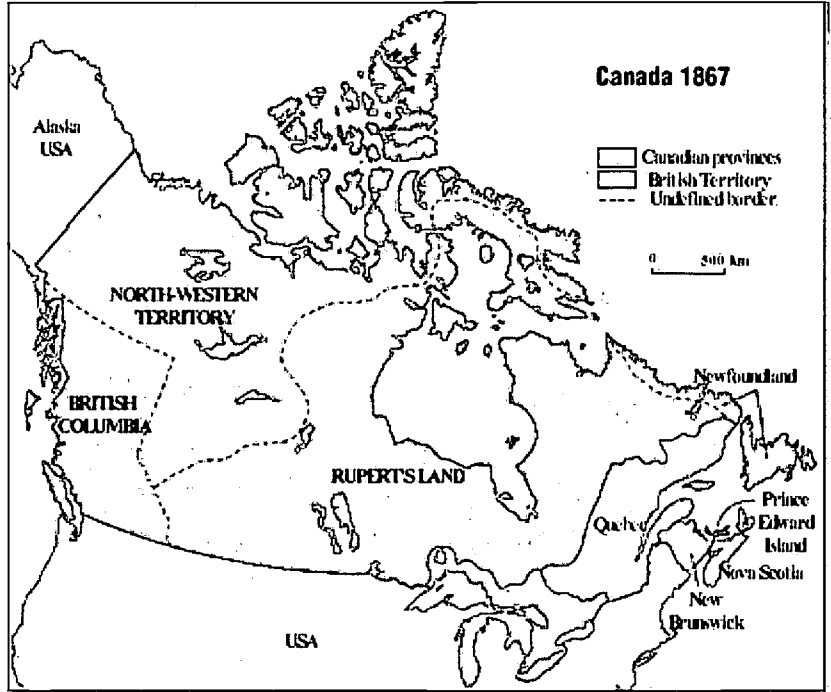 Canada 1867
Alaska
USA
Canadian provinces
British Territory
Undefined border
0 500 km
NORTH-WESTERN
TERRITORY
Newfoundland
BRITISH
COLUMBIA
RUPERT'S LAND
Quebec
Prince
Edward
Island
Nova Scotia
New
Brunswick
USA